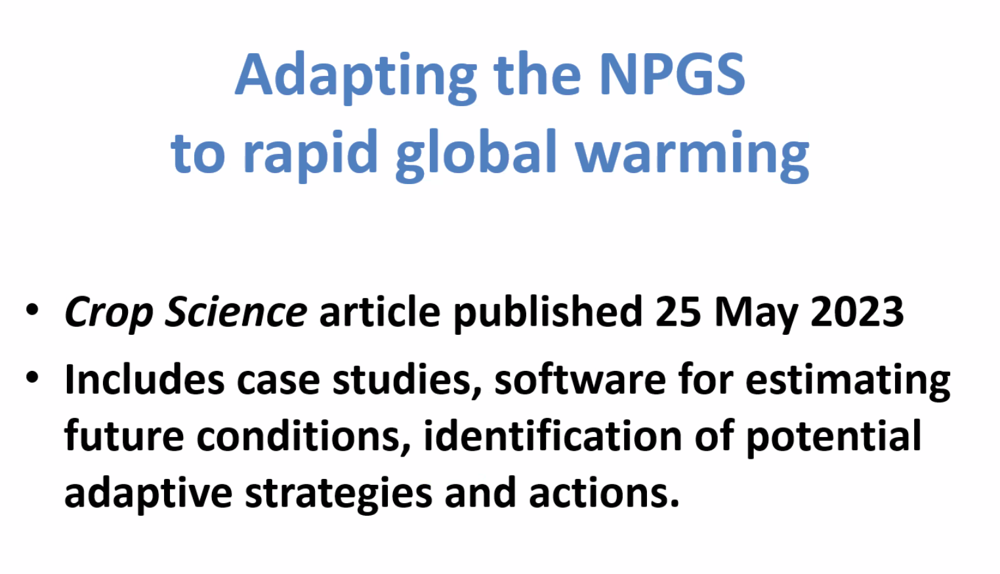 Adapting the NPGS
to rapid global warming
• Crop Science article published 25 May 2023
• Includes case studies, software for estimating
future conditions, identification of potential
adaptive strategies and actions.